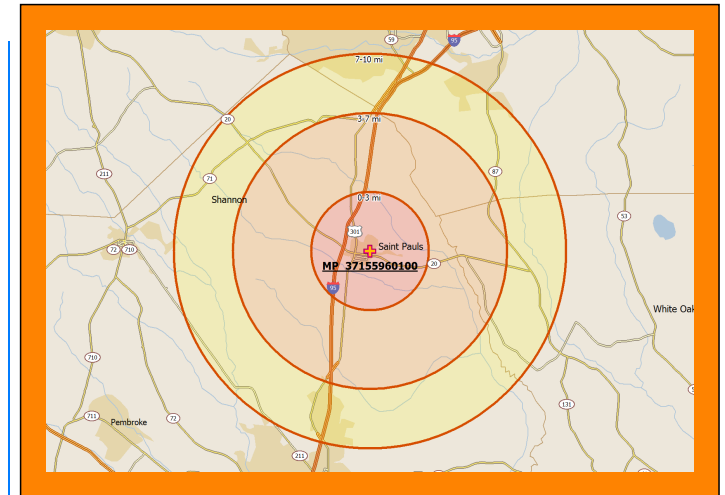 59
95
7-10 mi
3-7 mi
20
87
211
71
Shannon
0-3 mi
53
301
Saint Pauls
72
710
MP 37155960100
20
95
White Oak
710
131
711
72
Pembroke
211